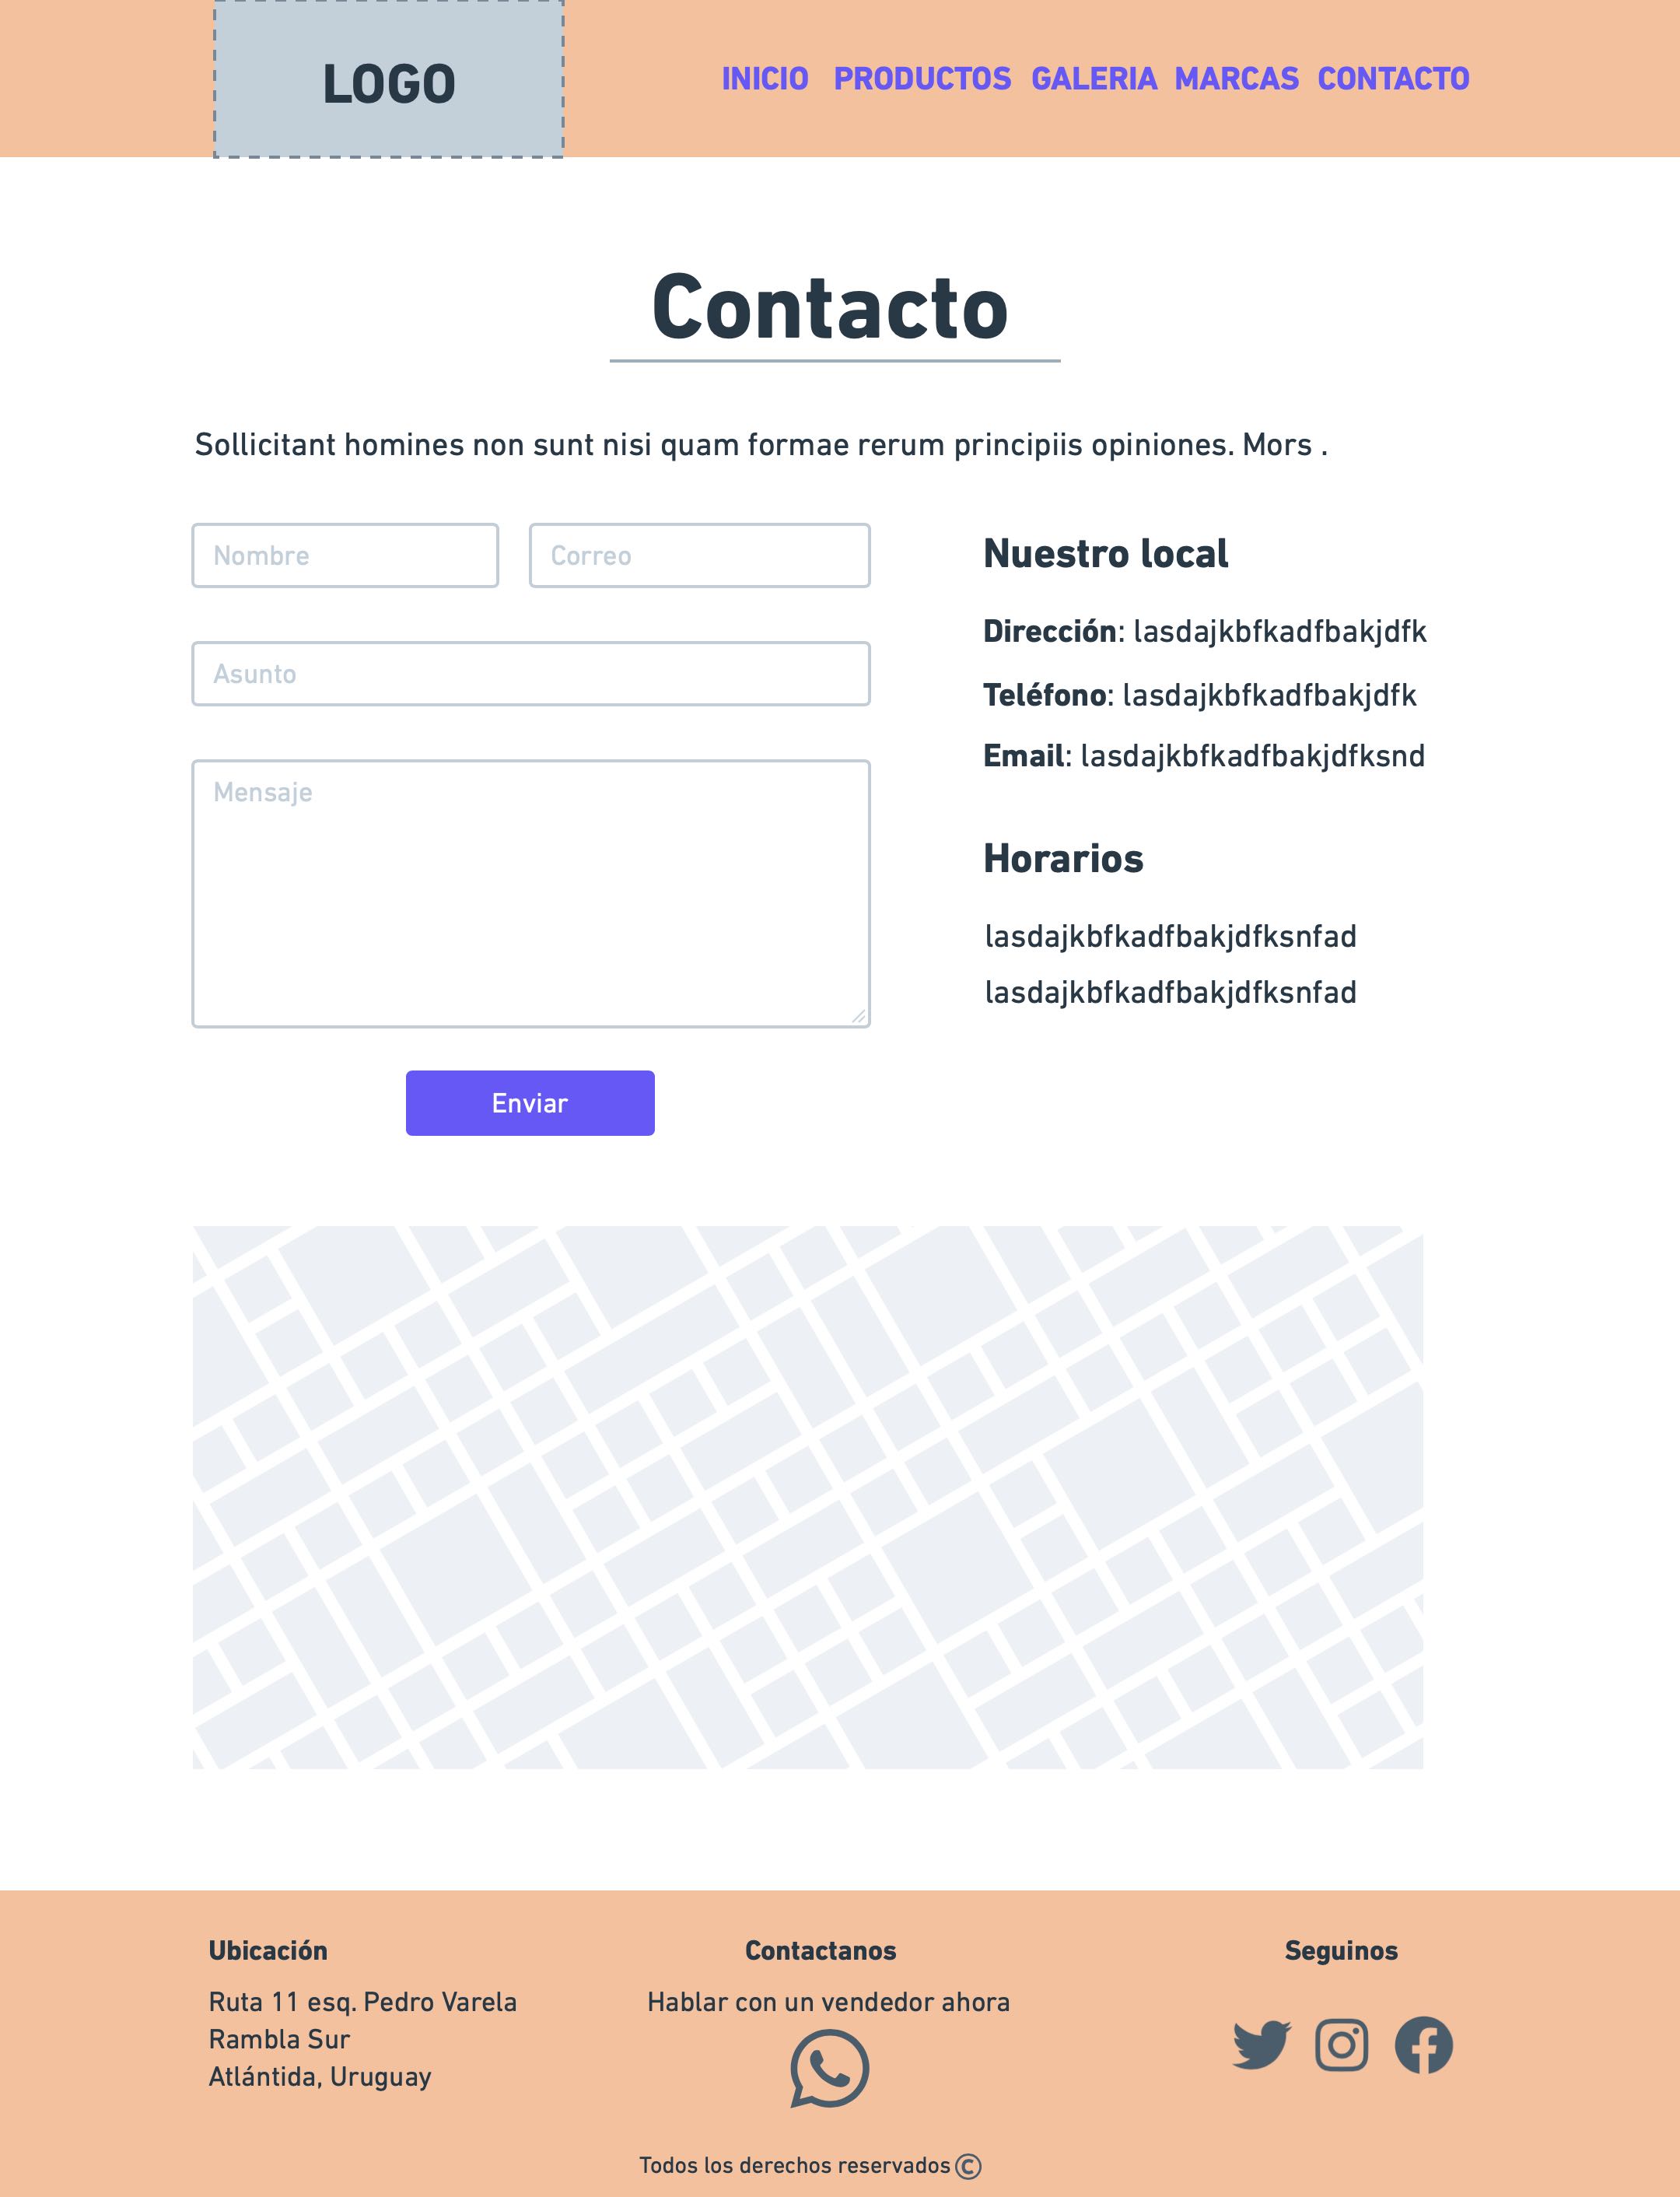 LOGO
INICIO PRODUCTOS GALERIA MARCAS CONTACTO
Contacto
Sollicitant homines non sunt nisi quam formae rerum principiis opiniones. Mors .
Nombre
Correo
Asunto
Mensaje
Enviar
Nuestro local
Dirección: lasdajkbfkadfbakjdfk
Teléfono: lasdajkbfkadfbakjdfk
Email: lasdajkbfkadfbakjdfksnd
Horarios
lasdajkbfkadfbakjdfksnfad
lasdajkbfkadfbakjdfksnfad
Ubicación
Ruta 11 esq. Pedro Varela
Rambla Sur
Atlántida, Uruguay
Contactanos
Hablar con un vendedor ahora
Seguinos
Todos los derechos reservados ©